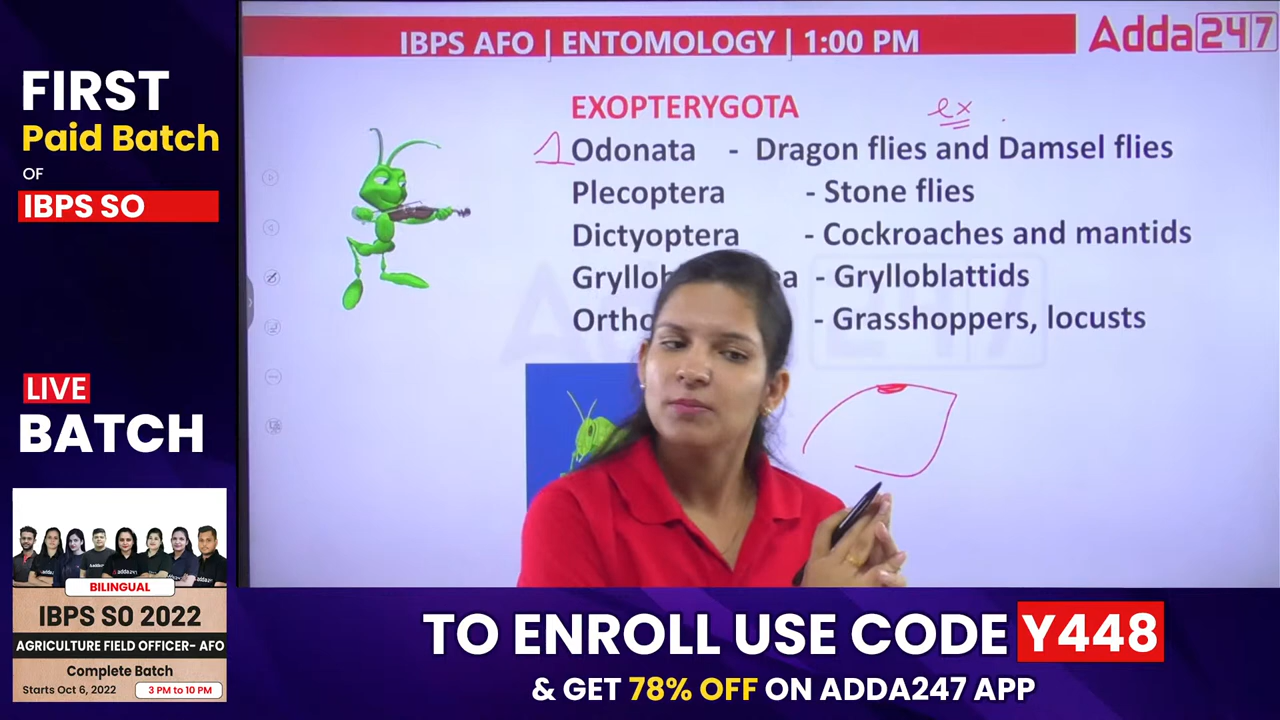 IBPS AFO | ENTOMOLOGY | 1:00 PM
Adda247
FIRST
Paid Batch
OF
IBPS SO
EXOPTERYGOTA
ex
1 Odonata - Dragon flies and Damsel flies
Plecoptera - Stone flies
Dictyoptera - Cockroaches and mantids
- Grylloblattids
- Grasshoppers, locusts
LIVE
BATCH
BILINGUAL
IBPS SO 2022
AGRICULTURE FIELD OFFICER- AFO
Complete Batch
Starts Oct 6, 2022 3 PM to 10 PM
TO ENROLL USE CODE Y448
& GET 78% OFF ON ADDA247 APP